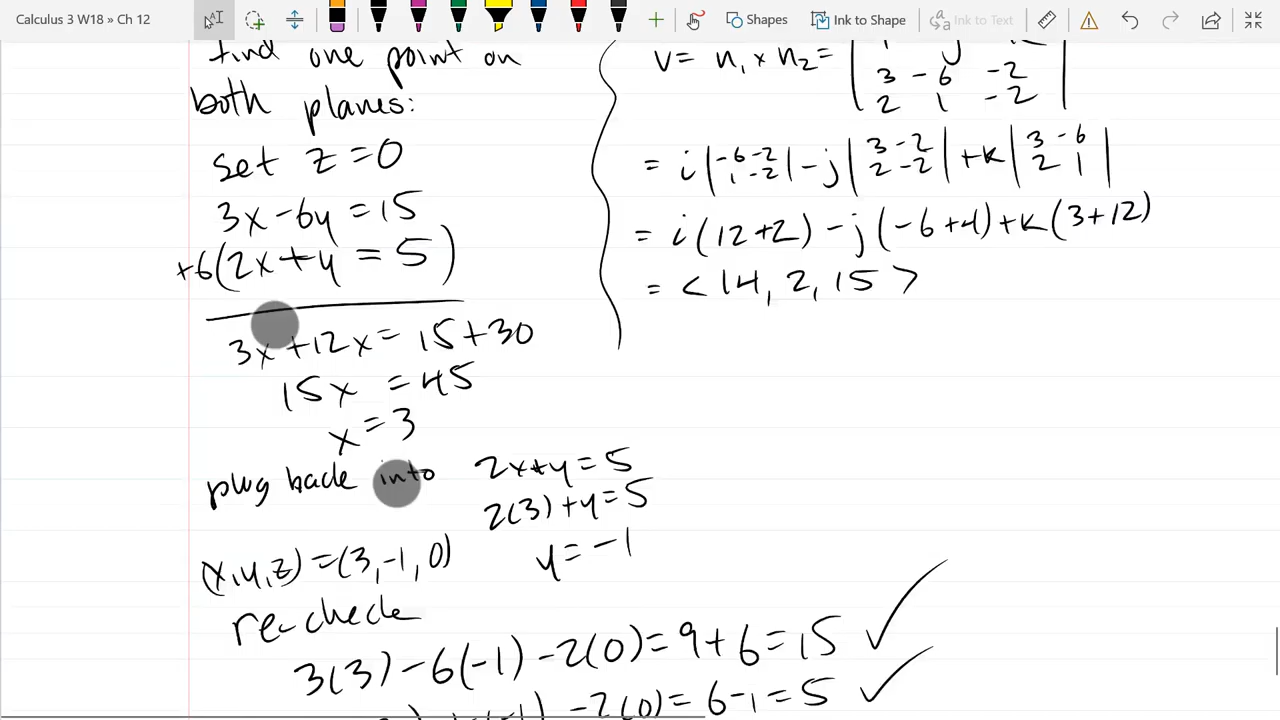 Calculus 3 W18 » Ch 12
Shapes
Ink to Shape
Ink to Text
find one point on
both planes:
set z=0
3x-6y=15
+6(2x+y=5)
3x+12x=15+30
15x=45
x=3
plug back into 2x+y=5
2(3)+y=5
y=-1
(x,y,z)=(3,-1,0)
re-check
3(3)-6(-1)-2(0)=9+6=15 ✓
-2(0)=6-1=5 ✓
v= n₁×n₂= | i j k |
| 3 -6 -2 |
| 2 1 -2 |
= i |-6 -2| - j |3 -2| + k |3 -6|
|1 -2| |2 -2| |2 1|
= i(12+2) - j(-6+4)+k(3+12)
= <14, 2, 15>